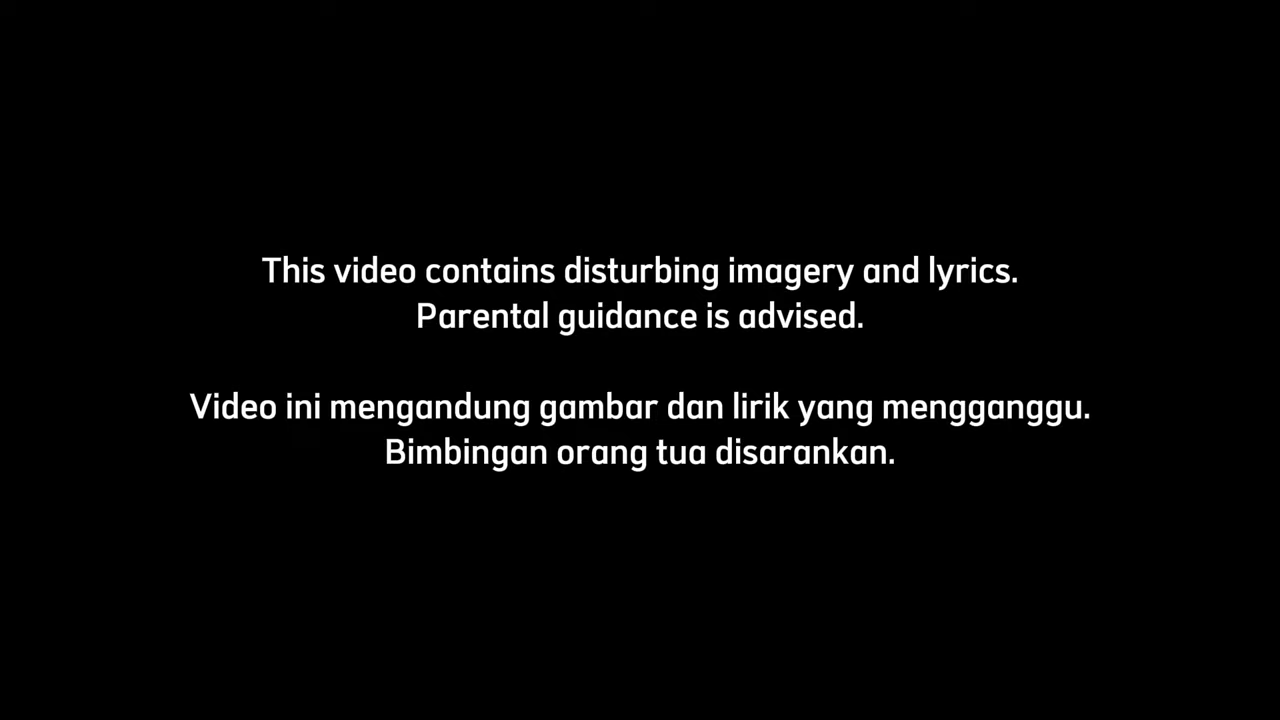 This video contains disturbing imagery and lyrics.
Parental guidance is advised.
Video ini mengandung gambar dan lirik yang mengganggu.
Bimbingan orang tua disarankan.